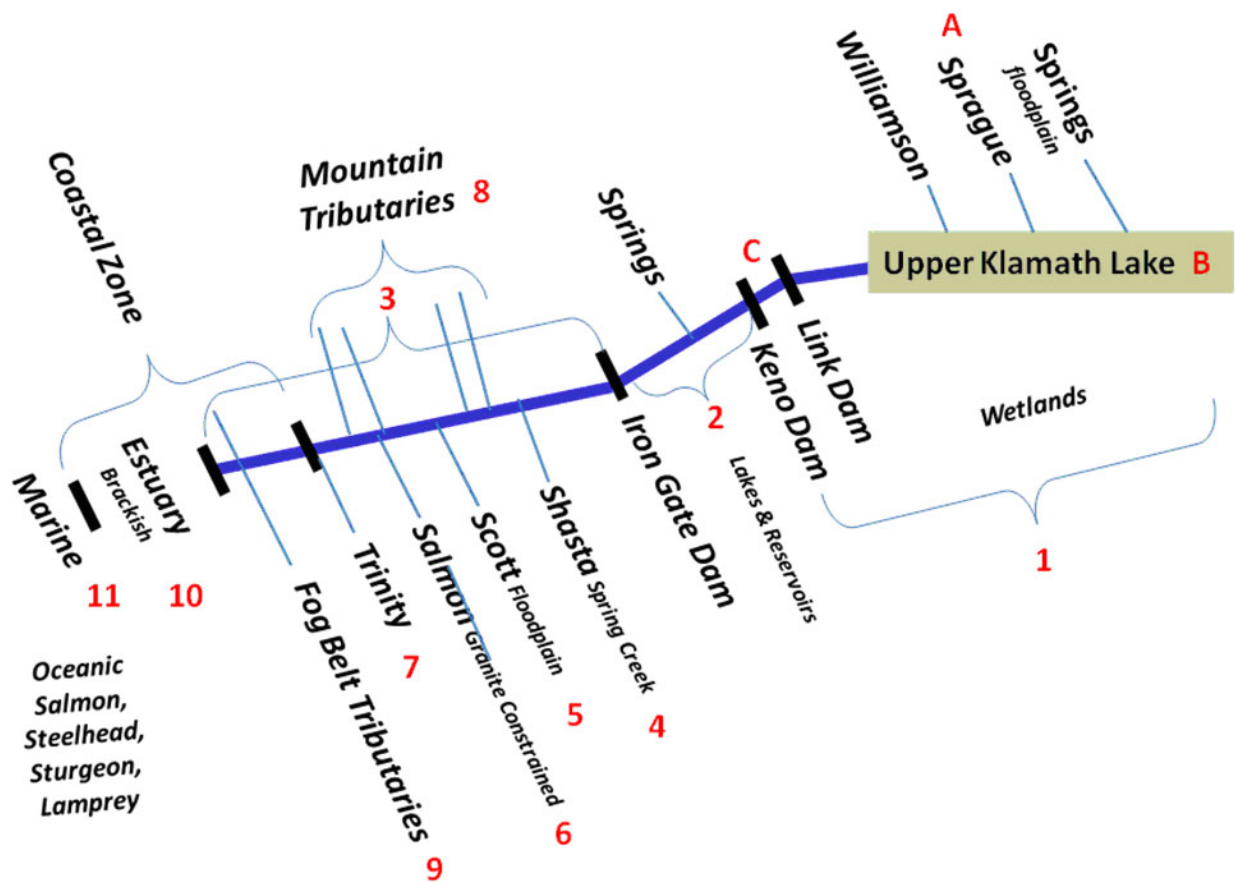 A
Williamson
Sprague
Springs
floodplain
Upper Klamath Lake B
Coastal Zone
Mountain
Tributaries 8
3
Springs
C
Link Dam
Keno Dam
Wetlands
1
2
Lakes & Reservoirs
Iron Gate Dam
Shasta Spring Creek
4
Scott Floodplain
5
Salmon Granite Constrained
6
Trinity
7
Fog Belt Tributaries
9
Estuary
Brackish
10
Marine
11
Oceanic
Salmon,
Steelhead,
Sturgeon,
Lamprey